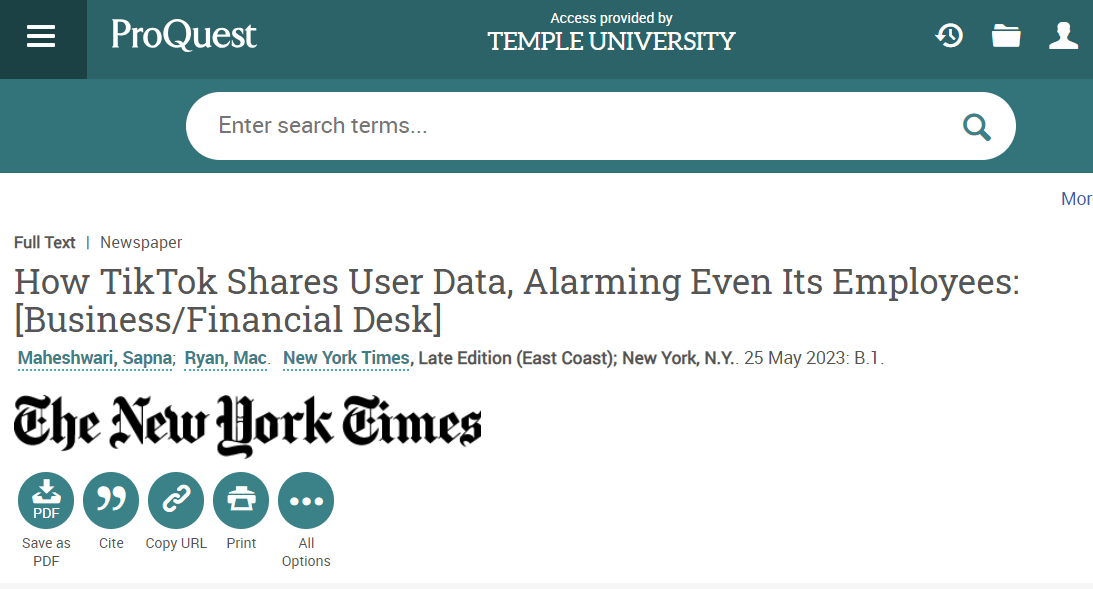 ProQuest
Access provided by
TEMPLE UNIVERSITY
Enter search terms...
Mor
Full Text | Newspaper
How TikTok Shares User Data, Alarming Even Its Employees:
[Business/Financial Desk]
Maheshwari, Sapna; Ryan, Mac. New York Times, Late Edition (East Coast); New York, N.Y.. 25 May 2023: B.1.
The New York Times
PDF
Save as
PDF
Cite
Copy URL
Print
All
Options